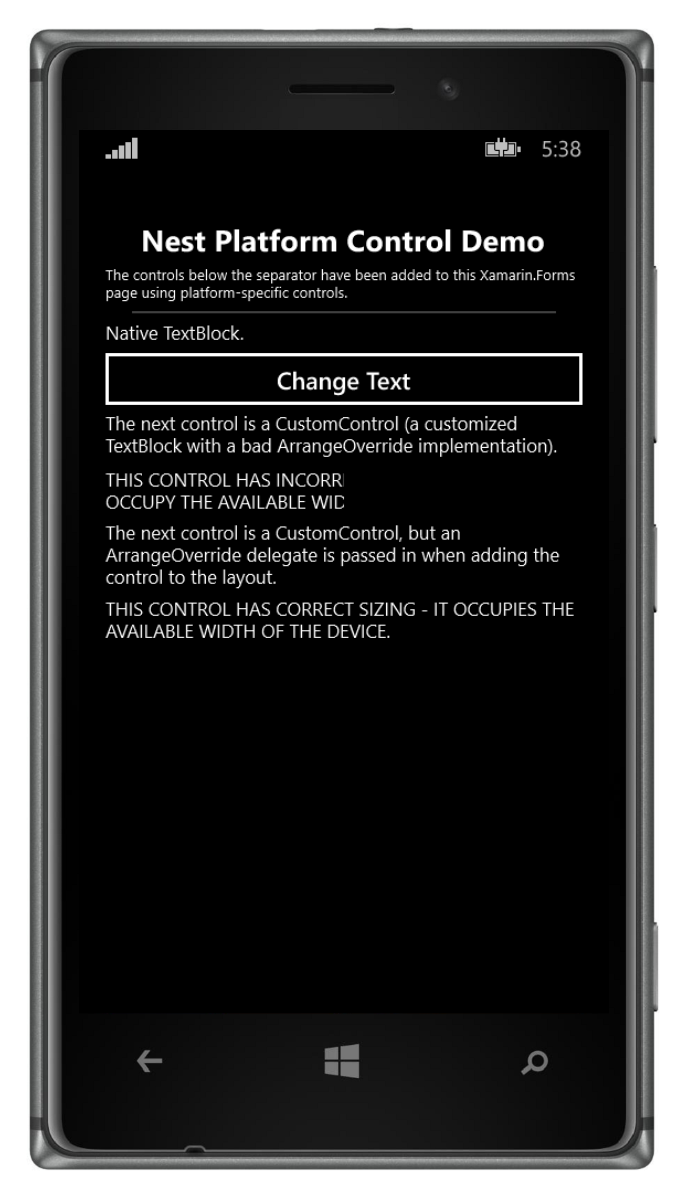 5:38
Nest Platform Control Demo
The controls below the separator have been added to this Xamarin.Forms
page using platform-specific controls.
Native TextBlock.
Change Text
The next control is a CustomControl (a customized
TextBlock with a bad ArrangeOverride implementation).
THIS CONTROL HAS INCORR
OCCUPY THE AVAILABLE WID
The next control is a CustomControl, but an
ArrangeOverride delegate is passed in when adding the
control to the layout.
THIS CONTROL HAS CORRECT SIZING - IT OCCUPIES THE
AVAILABLE WIDTH OF THE DEVICE.